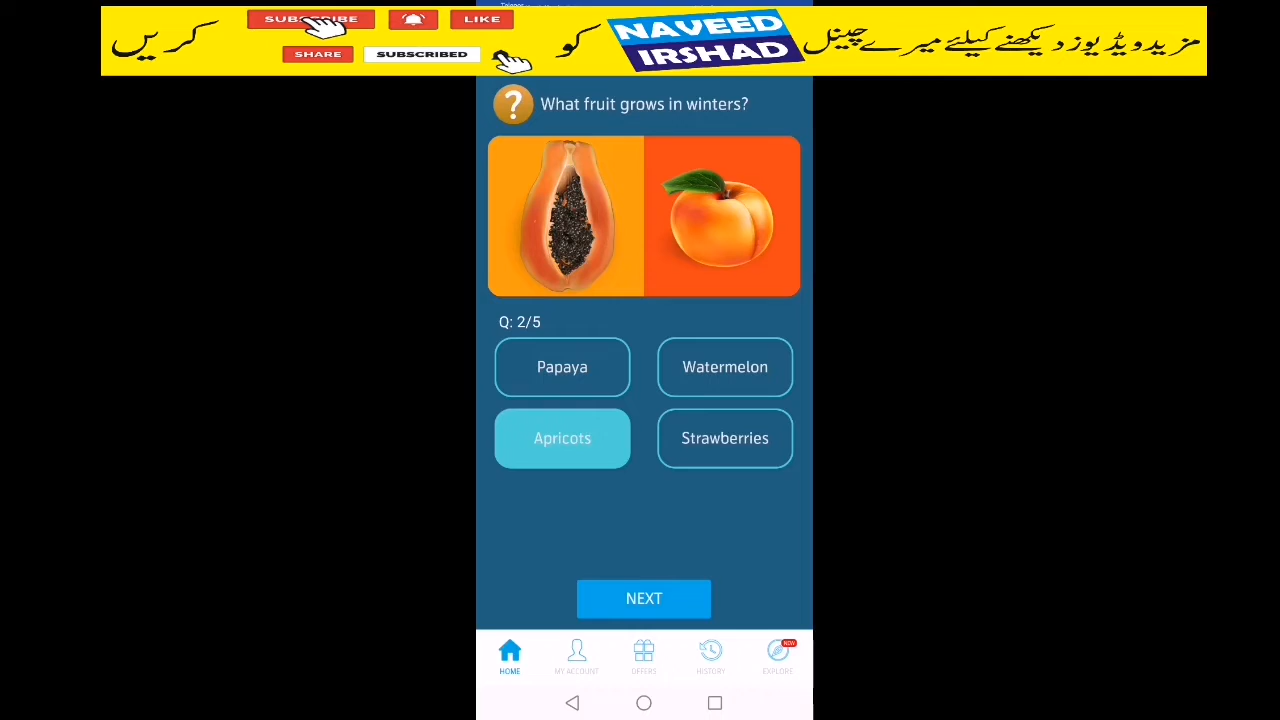 SUBSCRIBE
LIKE
SHARE
SUBSCRIBED
مزید ویڈیوز دیکھنے کیلئے میرے چینل
NAVEED
IRSHAD
کو
کریں
What fruit grows in winters?
Q: 2/5
Papaya
Watermelon
Apricots
Strawberries
NEXT
NEW
HOME
MY ACCOUNT
OFFERS
HISTORY
EXPLORE